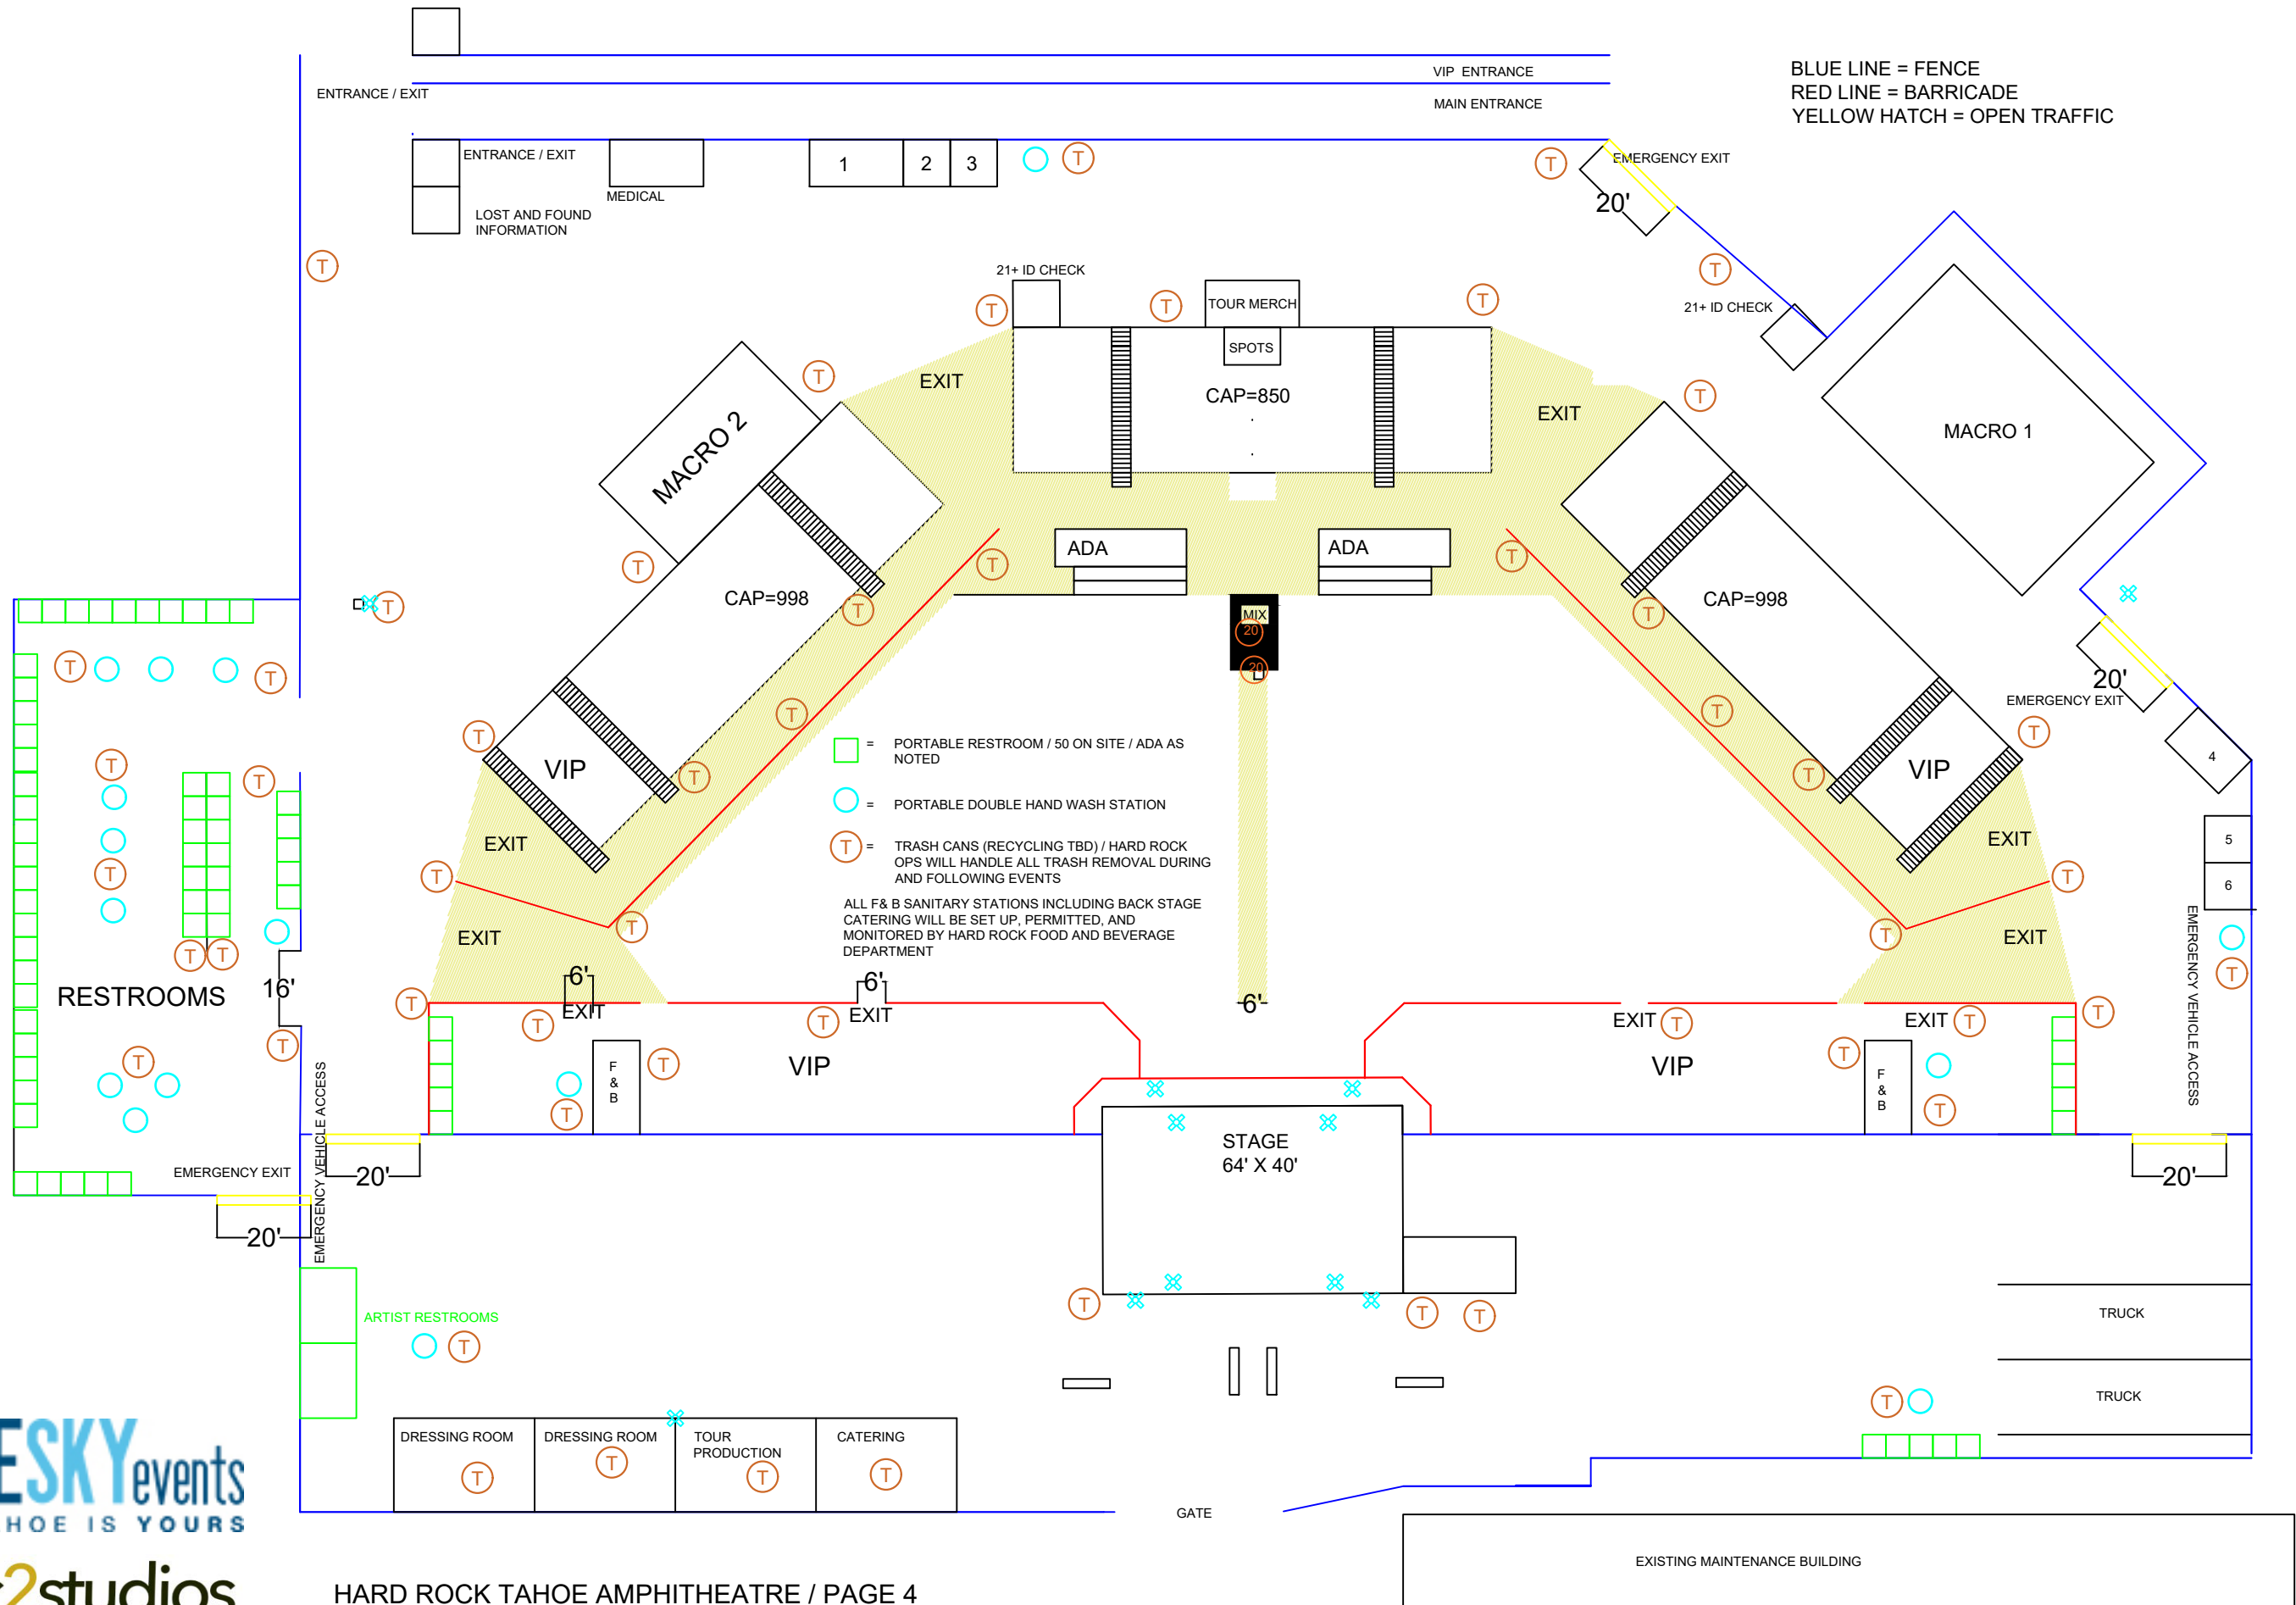 VIP ENTRANCE
MAIN ENTRANCE
BLUE LINE = FENCE
RED LINE = BARRICADE
YELLOW HATCH = OPEN TRAFFIC
ENTRANCE / EXIT
ENTRANCE / EXIT
LOST AND FOUND
INFORMATION
MEDICAL
1
2
3
T
T
EMERGENCY EXIT
20'
T
T
21+ ID CHECK
T
T
TOUR MERCH
T
21+ ID CHECK
SPOTS
CAP=850
.
.
EXIT
EXIT
T
T
MACRO 2
MACRO 1
T
T
T
ADA
ADA
CAP=998
CAP=998
T
T
T
MIX
20
20
T
T
20'
EMERGENCY EXIT
T
T
T
T
T
VIP
VIP
T
T
T
T
4
= PORTABLE RESTROOM / 50 ON SITE / ADA AS
NOTED
= PORTABLE DOUBLE HAND WASH STATION
T = TRASH CANS (RECYCLING TBD) / HARD ROCK
OPS WILL HANDLE ALL TRASH REMOVAL DURING
AND FOLLOWING EVENTS
ALL F& B SANITARY STATIONS INCLUDING BACK STAGE
CATERING WILL BE SET UP, PERMITTED, AND
MONITORED BY HARD ROCK FOOD AND BEVERAGE
DEPARTMENT
EXIT
EXIT
5
6
T
T
T
EXIT
EXIT
T
T
T
T
T
RESTROOMS
16'
EMERGENCY VEHICLE ACCESS
6'
EXIT
6'
EXIT
6'
EXIT
EXIT
T
T
T
T
T
T
T
T
VIP
VIP
F
&
B
F
&
B
T
T
T
T
T
STAGE
64' X 40'
EMERGENCY VEHICLE ACCESS
EMERGENCY EXIT
20'
20'
20'
ARTIST RESTROOMS
T
T
T
T
TRUCK
TRUCK
T
DRESSING ROOM
DRESSING ROOM
TOUR
PRODUCTION
CATERING
T
T
T
T
GATE
ESKY events
HOE IS YOURS
2studios
EXISTING MAINTENANCE BUILDING
HARD ROCK TAHOE AMPHITHEATRE / PAGE 4